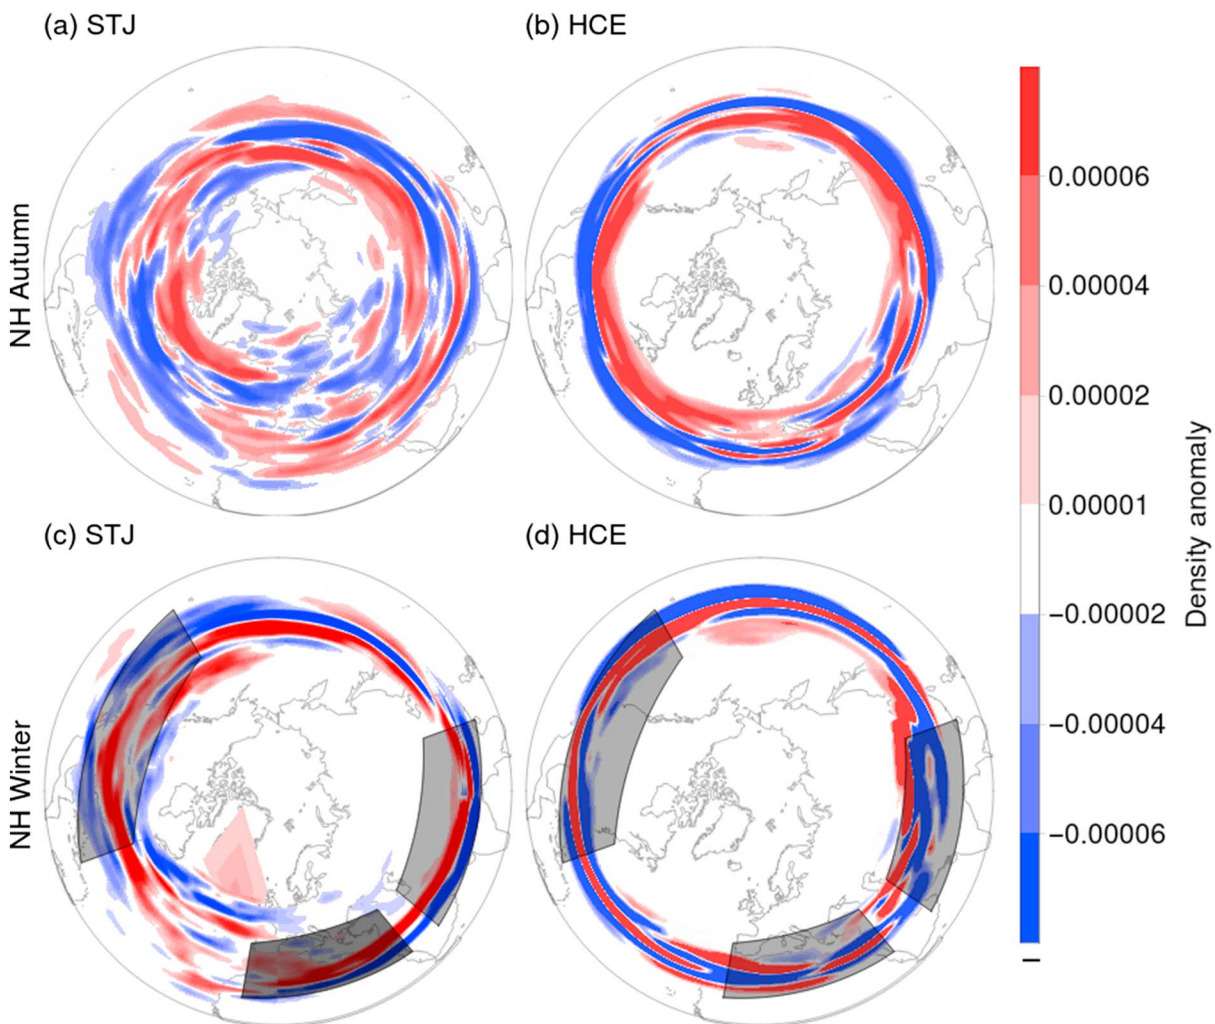 (a) STJ
(b) HCE
NH Autumn
0.00006
0.00004
0.00002
0.00001
−0.00002
−0.00004
−0.00006
Density anomaly
(c) STJ
(d) HCE
NH Winter